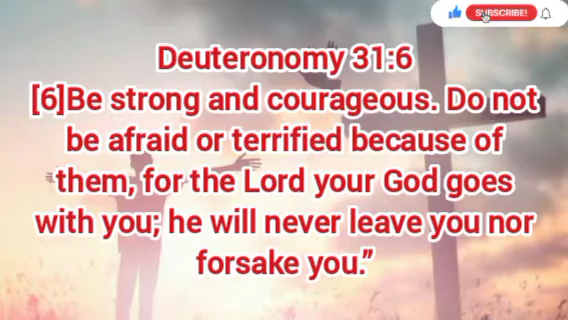 SUBSCRIBE!
Deuteronomy 31:6
[6]Be strong and courageous. Do not
be afraid or terrified because of
them, for the Lord your God goes
with you; he will never leave you nor
forsake you.”